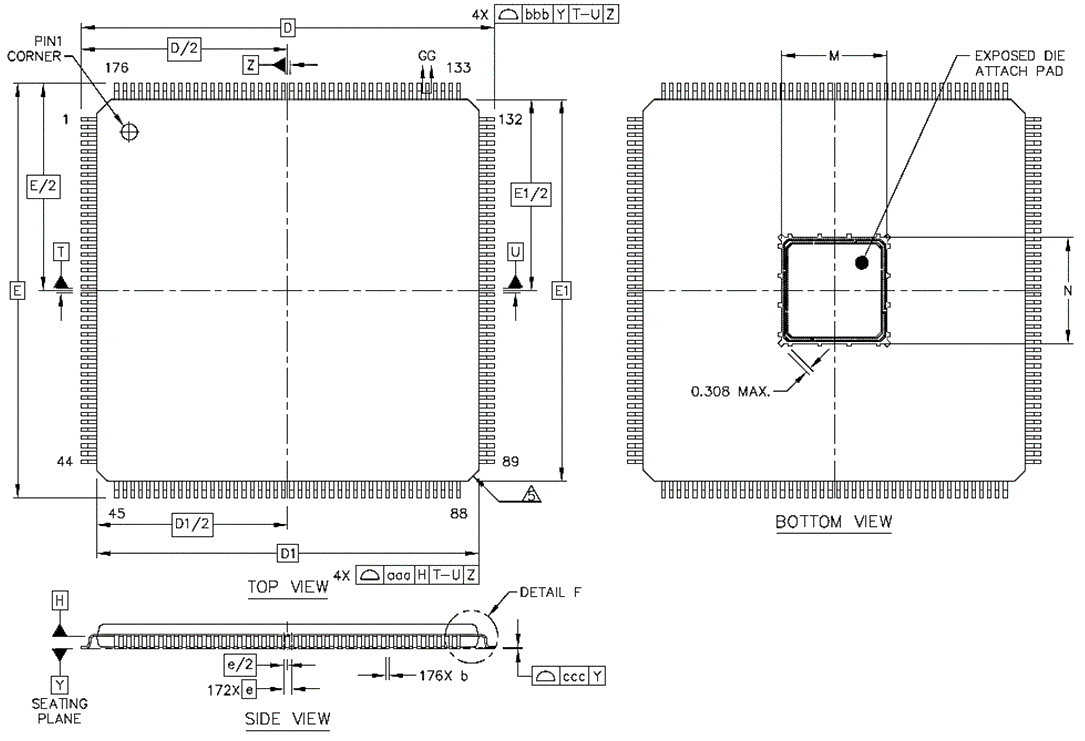 4X bbb Y T-U Z
D
D/2
PIN1
CORNER
Z
176
GG
133
M
EXPOSED DIE
ATTACH PAD
1
132
E/2
E1/2
T
U
E
E1
N
0.308 MAX.
44
89
5
45
88
D1/2
BOTTOM VIEW
D1
4X aaa H T-U Z
TOP VIEW
DETAIL F
H
e/2
176X b
ccc Y
Y
172X e
SEATING
PLANE
SIDE VIEW